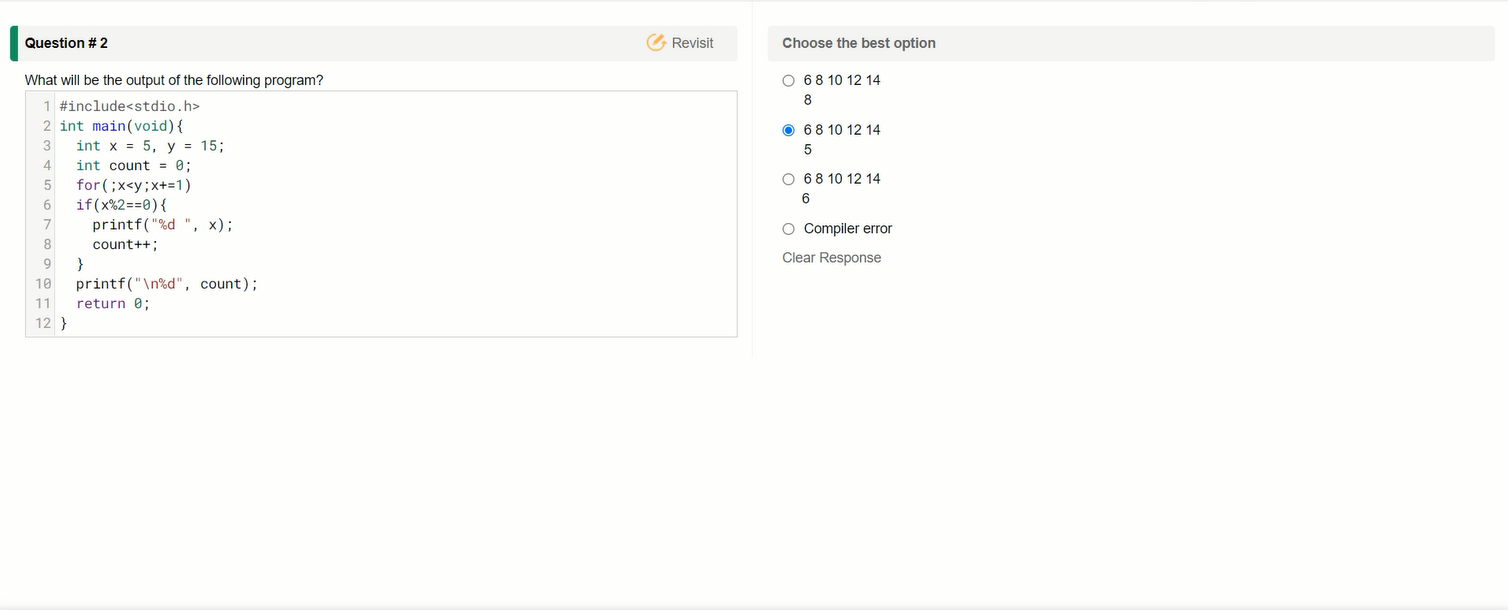 Question # 2
Revisit
What will be the output of the following program?
1 #include<stdio.h>
2 int main(void){
3   int x = 5, y = 15;
4   int count = 0;
5   for(;x<y;x+=1)
6   if(x%2==0){
7     printf("%d ", x);
8     count++;
9   }
10   printf("\n%d", count);
11   return 0;
12 }
Choose the best option
6 8 10 12 14
8
6 8 10 12 14
5
6 8 10 12 14
6
Compiler error
Clear Response